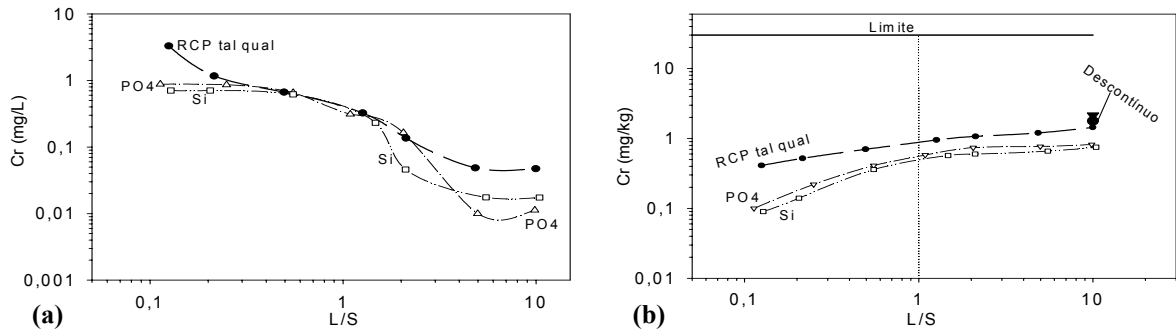 10
1
0,1
0,01
0,001
Cr (mg/L)
RCP tal qual
PO4
Si
Si
PO4
0,1
1
10
L/S
(a)
Limite
10
1
0,1
0,01
Cr (mg/kg)
Descontínuo
RCP tal qual
PO4
Si
0,1
1
10
L/S
(b)